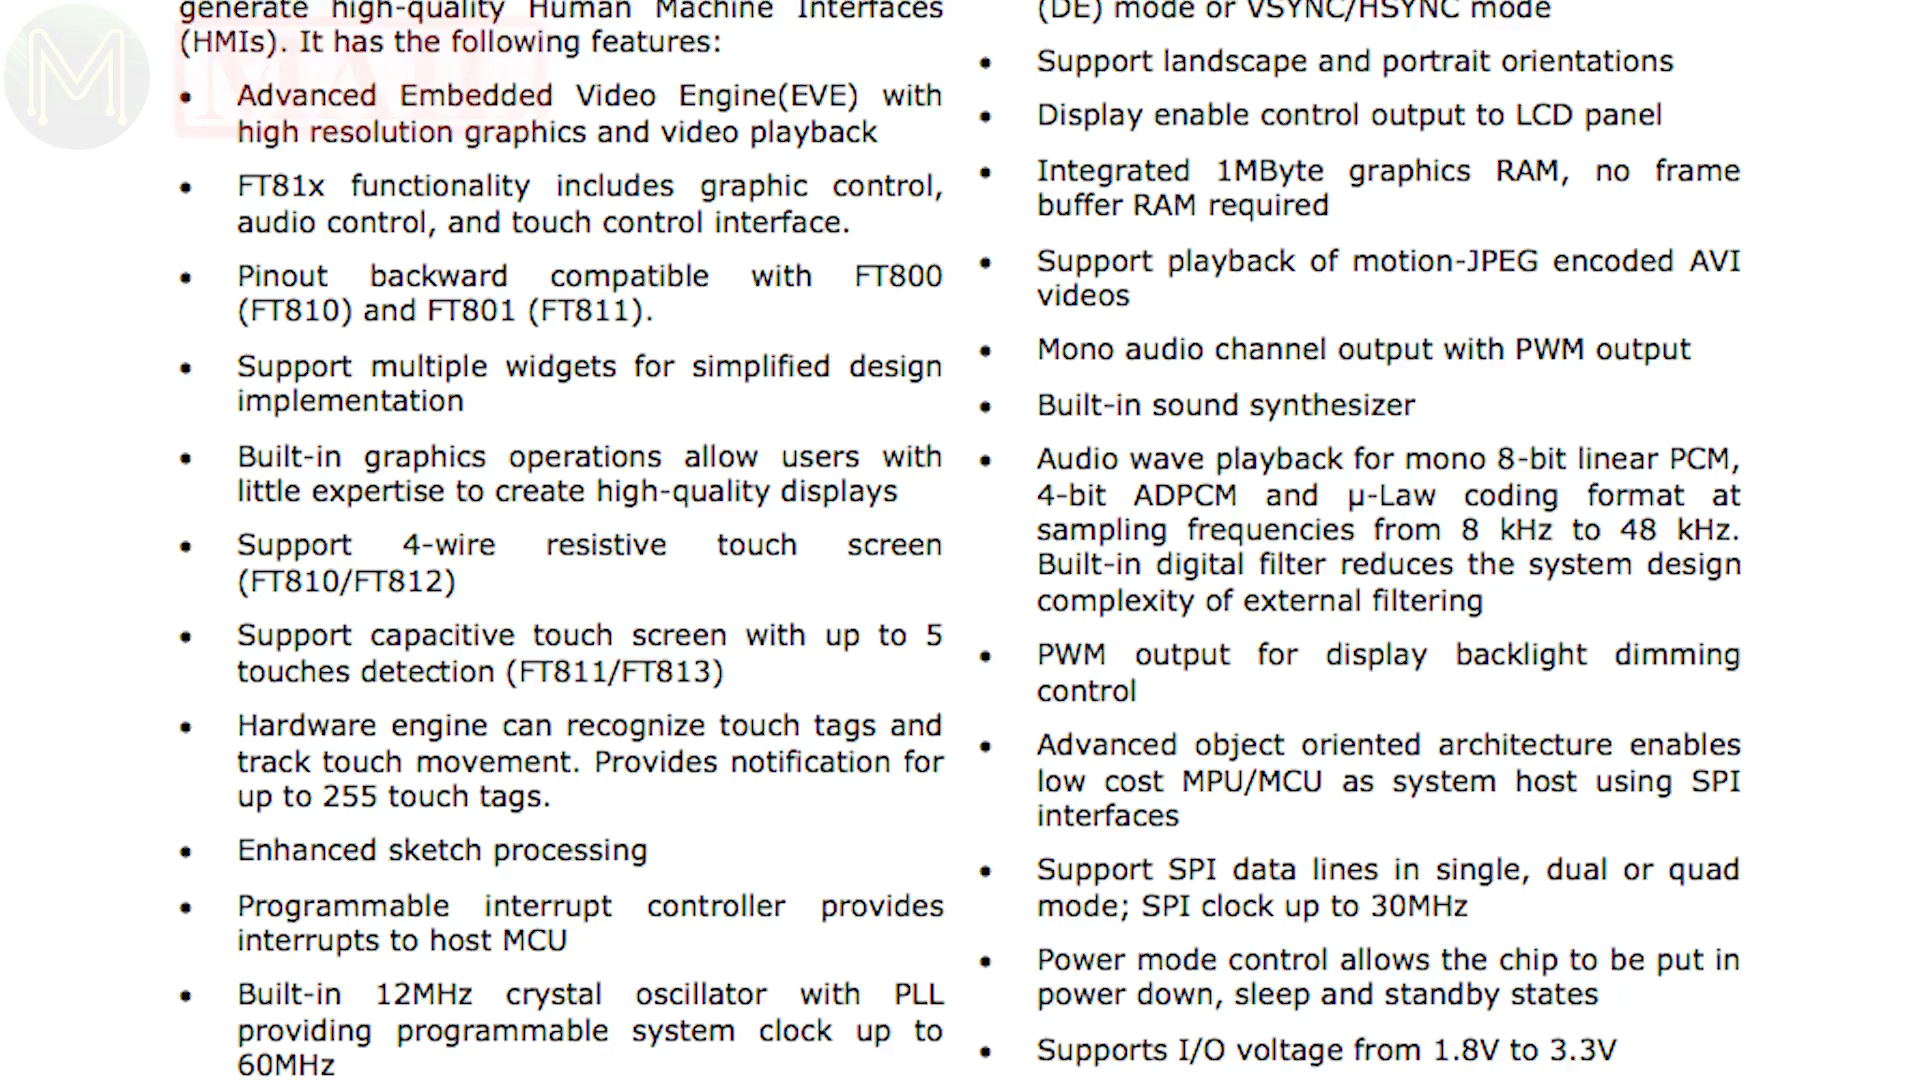 generate high-quality Human Machine Interfaces
(HMIs). It has the following features:
• Advanced Embedded Video Engine(EVE) with
high resolution graphics and video playback
• FT81x functionality includes graphic control,
audio control, and touch control interface.
• Pinout backward compatible with FT800
(FT810) and FT801 (FT811).
• Support multiple widgets for simplified design
implementation
• Built-in graphics operations allow users with
little expertise to create high-quality displays
• Support 4-wire resistive touch screen
(FT810/FT812)
• Support capacitive touch screen with up to 5
touches detection (FT811/FT813)
• Hardware engine can recognize touch tags and
track touch movement. Provides notification for
up to 255 touch tags.
• Enhanced sketch processing
• Programmable interrupt controller provides
interrupts to host MCU
• Built-in 12MHz crystal oscillator with PLL
providing programmable system clock up to
60MHz
(DE) mode or VSYNC/HSYNC mode
• Support landscape and portrait orientations
• Display enable control output to LCD panel
• Integrated 1MByte graphics RAM, no frame
buffer RAM required
• Support playback of motion-JPEG encoded AVI
videos
• Mono audio channel output with PWM output
• Built-in sound synthesizer
• Audio wave playback for mono 8-bit linear PCM,
4-bit ADPCM and µ-Law coding format at
sampling frequencies from 8 kHz to 48 kHz.
Built-in digital filter reduces the system design
complexity of external filtering
• PWM output for display backlight dimming
control
• Advanced object oriented architecture enables
low cost MPU/MCU as system host using SPI
interfaces
• Support SPI data lines in single, dual or quad
mode; SPI clock up to 30MHz
• Power mode control allows the chip to be put in
power down, sleep and standby states
• Supports I/O voltage from 1.8V to 3.3V